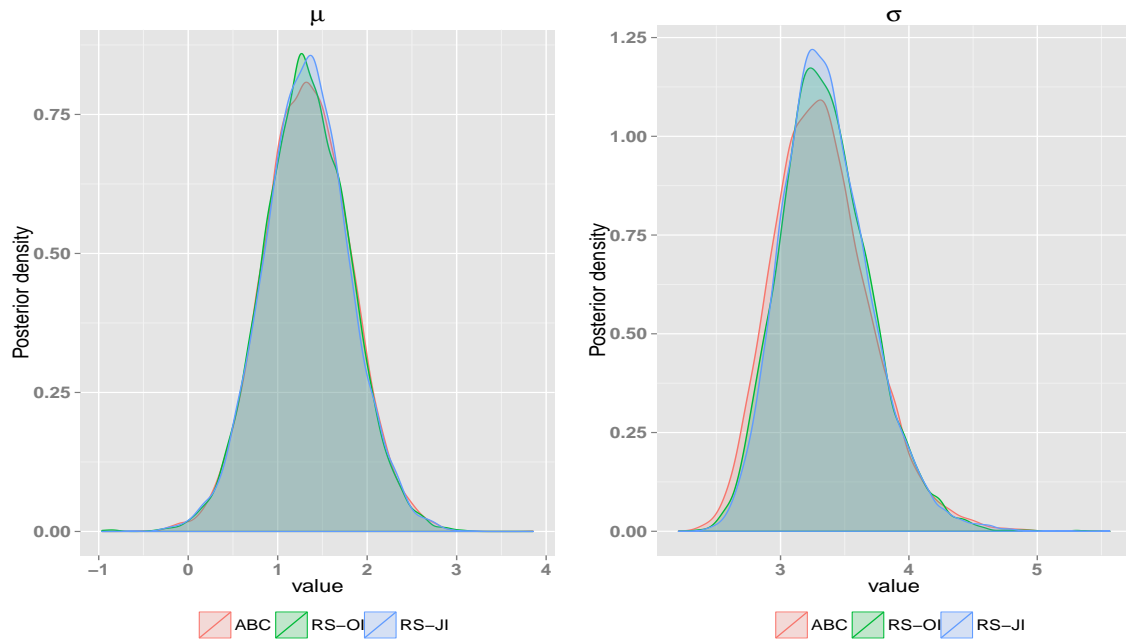 μ
Posterior density
0.75
0.50
0.25
0.00
−1 0 1 2 3 4
value
ABC RS−OI RS−JI
σ
Posterior density
1.25
1.00
0.75
0.50
0.25
0.00
3 4 5
value
ABC RS−OI RS−JI